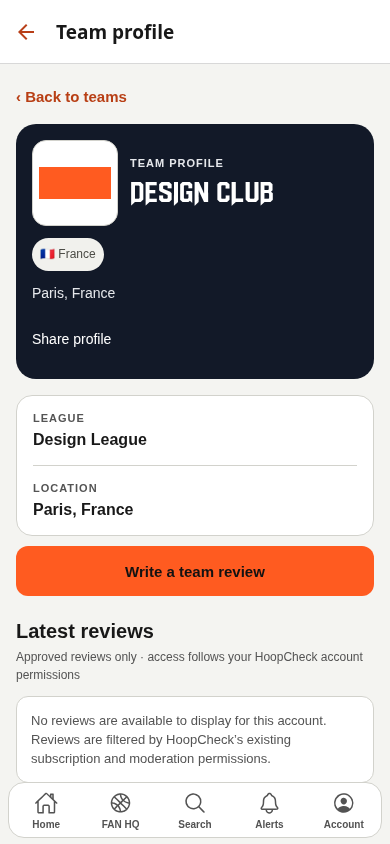 Team profile
‹ Back to teams
TEAM PROFILE
DESIGN CLUB
🇫🇷 France
Paris, France
Share profile
LEAGUE
Design League
LOCATION
Paris, France
Write a team review
Latest reviews
Approved reviews only · access follows your HoopCheck account
permissions
No reviews are available to display for this account.
Reviews are filtered by HoopCheck’s existing
subscription and moderation permissions.
Home
FAN HQ
Search
Alerts
Account